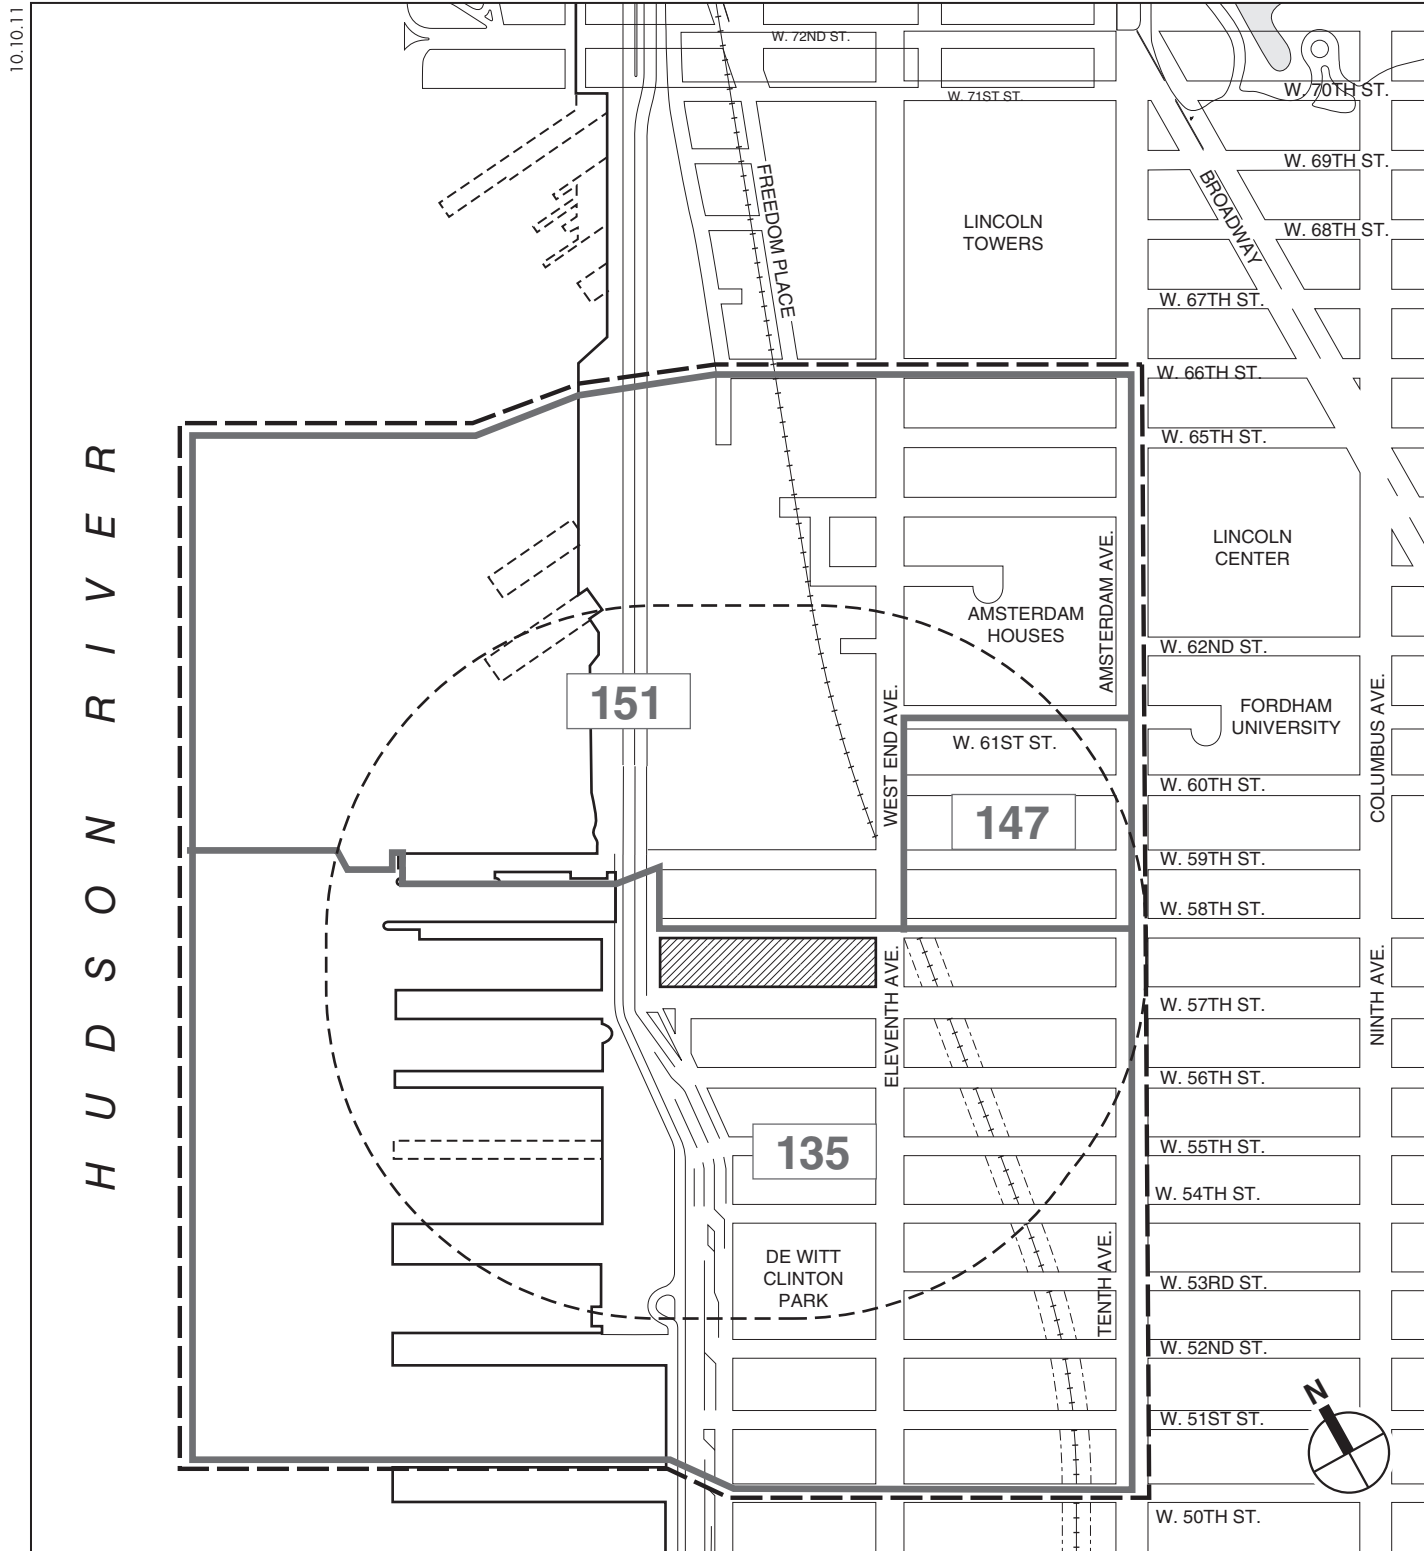 10.10.11
W. 72ND ST.
W. 71ST ST.
W. 70TH ST.
W. 69TH ST.
W. 68TH ST.
W. 67TH ST.
W. 66TH ST.
W. 65TH ST.
FREEDOM PLACE
BROADWAY
LINCOLN
TOWERS
LINCOLN
CENTER
HUDSON RIVER
AMSTERDAM
HOUSES
AMSTERDAM AVE.
W. 62ND ST.
151
WEST END AVE.
W. 61ST ST.
FORDHAM
UNIVERSITY
COLUMBUS AVE.
W. 60TH ST.
147
W. 59TH ST.
W. 58TH ST.
ELEVENTH AVE.
NINTH AVE.
W. 57TH ST.
W. 56TH ST.
135
W. 55TH ST.
W. 54TH ST.
DE WITT
CLINTON
PARK
TENTH AVE.
W. 53RD ST.
W. 52ND ST.
N
W. 51ST ST.
W. 50TH ST.